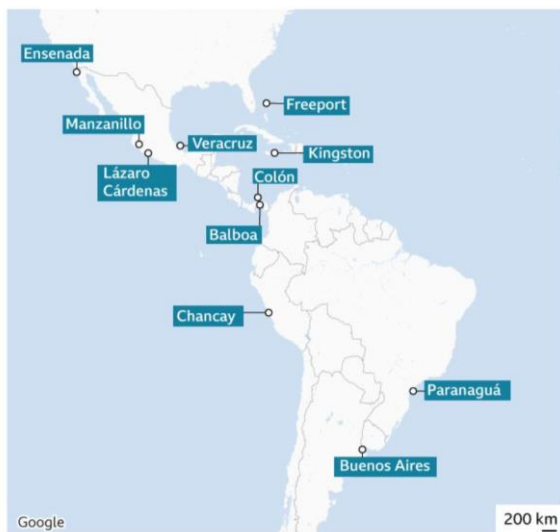 Ensenada
Freeport
Manzanillo
Veracruz
Kingston
Lázaro
Cárdenas
Colón
Balboa
Chancay
Paranaguá
Buenos Aires
Google
200 km